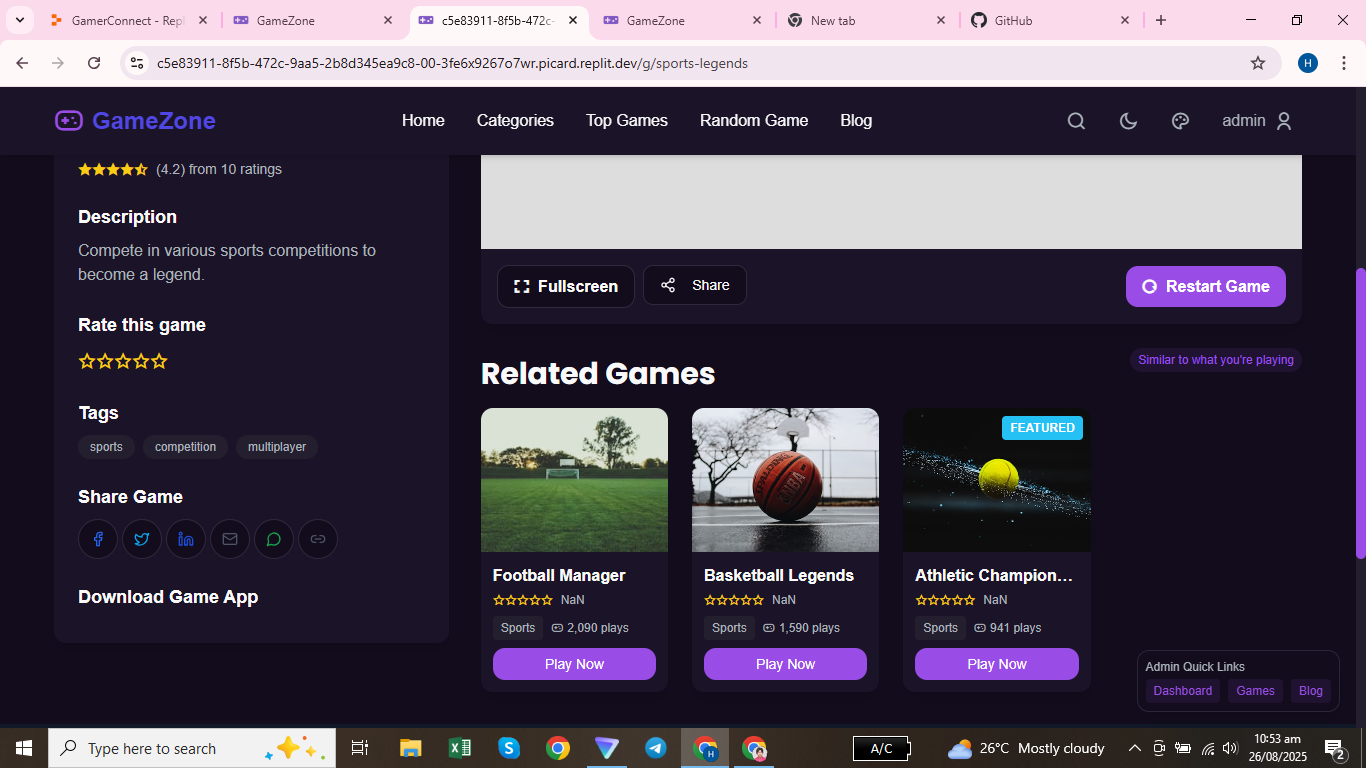 GamerConnect - Repl
GameZone
c5e83911-8f5b-472c-
GameZone
New tab
GitHub
c5e83911-8f5b-472c-9aa5-2b8d345ea9c8-00-3fe6x9267o7wr.picard.replit.dev/g/sports-legends
H
GameZone
Home
Categories
Top Games
Random Game
Blog
admin
(4.2) from 10 ratings
Description
Compete in various sports competitions to
become a legend.
Rate this game
Tags
sports
competition
multiplayer
Share Game
Download Game App
Fullscreen
Share
Restart Game
Related Games
Similar to what you're playing
FEATURED
SPALDING
NBA
Football Manager
NaN
Sports
2,090 plays
Play Now
Basketball Legends
NaN
Sports
1,590 plays
Play Now
Athletic Champion...
NaN
Sports
941 plays
Play Now
Admin Quick Links
Dashboard
Games
Blog
Type here to search
A/C
26°C Mostly cloudy
10:53 am
26/08/2025
2